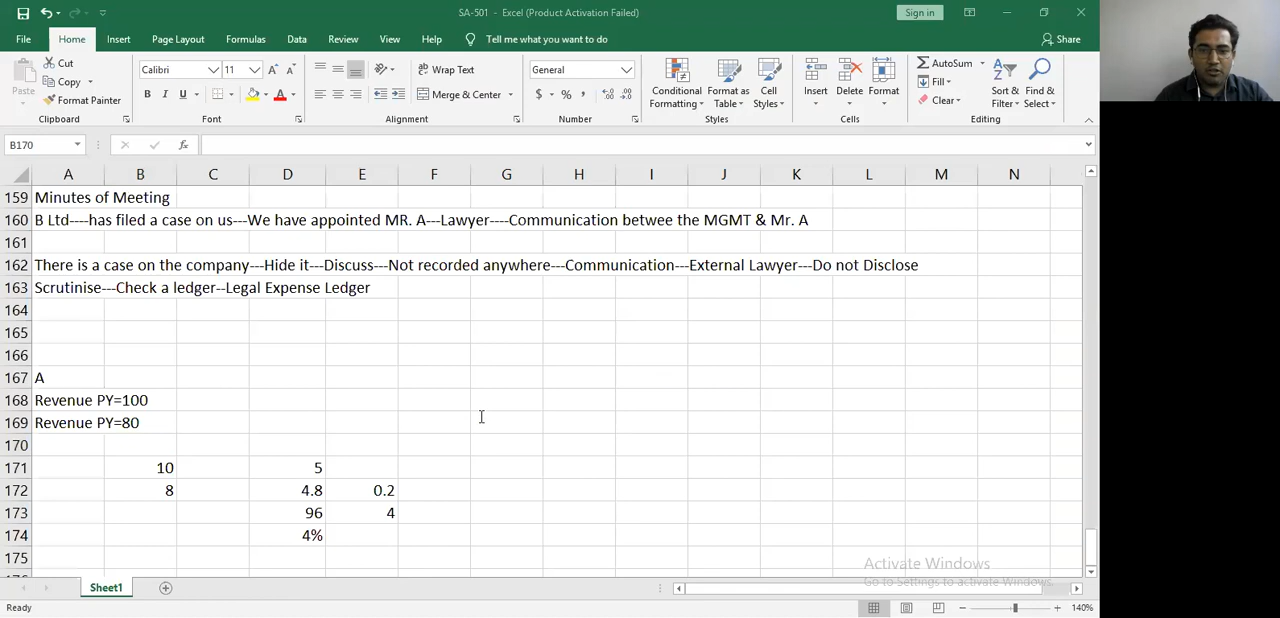 SA-501 - Excel (Product Activation Failed)
Sign in
File Home Insert Page Layout Formulas Data Review View Help Tell me what you want to do Share
Paste Cut Copy Format Painter Clipboard
Calibri 11 A A B I U A Font
Wrap Text Merge & Center Alignment
General $ % , Number
Conditional Formatting Format as Table Cell Styles Styles
Insert Delete Format Cells
AutoSum Fill Clear Sort & Filter Find & Select Editing
B170 fx
A B C D E F G H I J K L M N
159 Minutes of Meeting
160 B Ltd----has filed a case on us---We have appointed MR. A---Lawyer----Communication betwee the MGMT & Mr. A
161
162 There is a case on the company---Hide it---Discuss---Not recorded anywhere---Communication---External Lawyer---Do not Disclose
163 Scrutinise---Check a ledger--Legal Expense Ledger
164
165
166
167 A
168 Revenue PY=100
169 Revenue PY=80
170
171 10 5
172 8 4.8 0.2
173 96 4
174 4%
175
Activate Windows
Go to Settings to activate Windows.
Sheet1
Ready 140%